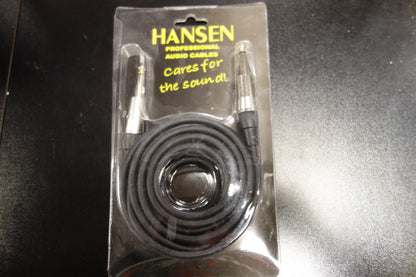 HANSEN
PROFESSIONAL
AUDIO CABLES
Cares for
the sound!